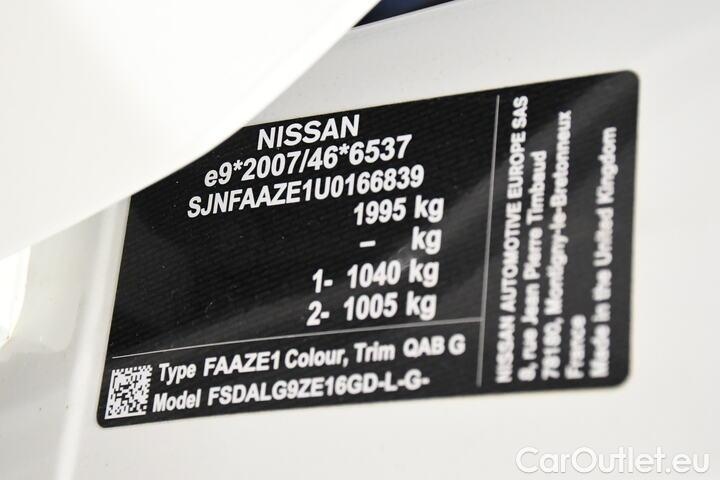 NISSAN
e9*2007/46*6537
SJNFAAZE1U0166839
1995 kg
– kg
1- 1040 kg
2- 1005 kg
Type FAAZE1 Colour, Trim QAB G
Model FSDALG9ZE16GD-L-G-
NISSAN AUTOMOTIVE EUROPE SAS
8, rue Jean Pierre Timbaud
78180, Montigny-le-Bretonneux
France
Made in the United Kingdom
CarOutlet.eu